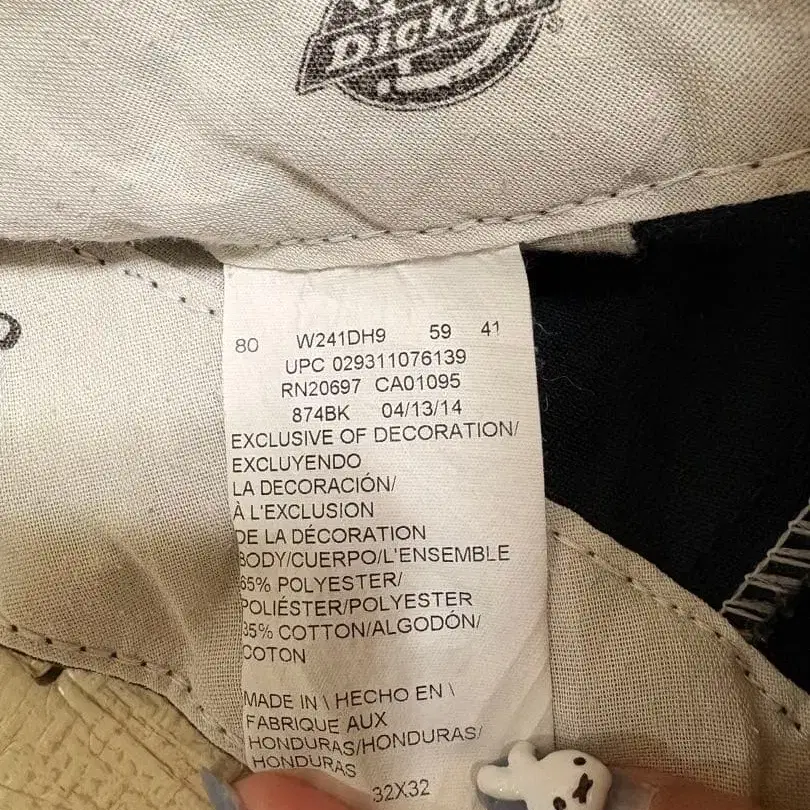 Dickies
80 W241DH9 59 41
UPC 029311076139
RN20697 CA01095
874BK 04/13/14
EXCLUSIVE OF DECORATION/
EXCLUYENDO
LA DECORACIÓN/
À L'EXCLUSION
DE LA DÉCORATION
BODY/CUERPO/L'ENSEMBLE
65% POLYESTER/
POLIÉSTER/POLYESTER
35% COTTON/ALGODÓN/
COTON
MADE IN \ HECHO EN \
FABRIQUE AUX
HONDURAS/HONDURAS/
HONDURAS
32X32